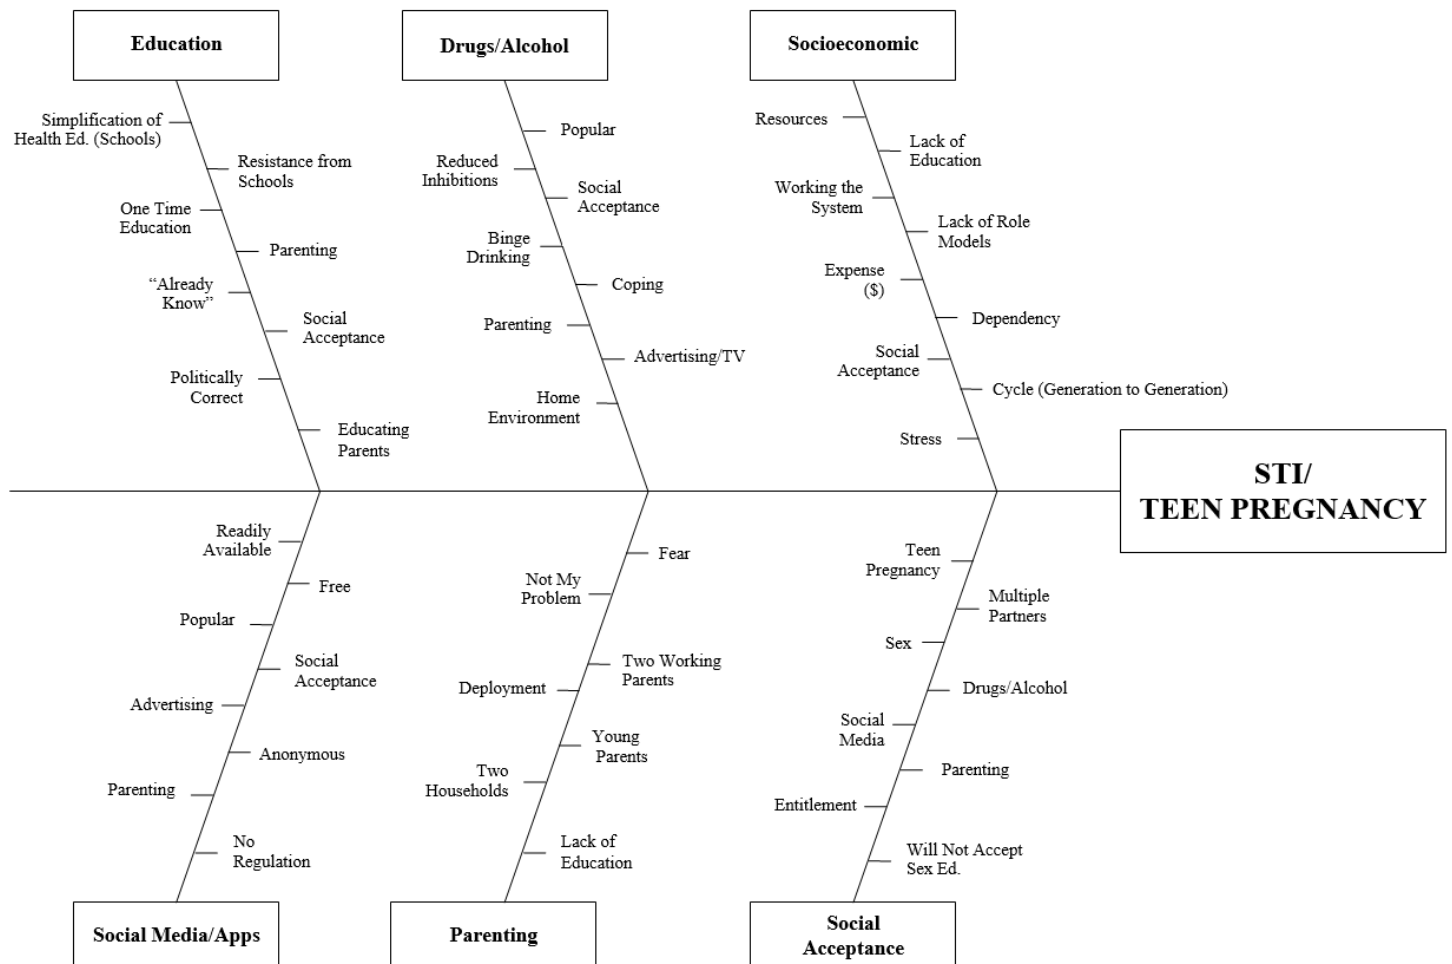 Education
Simplification of
Health Ed. (Schools)
Resistance from
Schools
One Time
Education
Parenting
“Already
Know”
Social
Acceptance
Politically
Correct
Educating
Parents
Drugs/Alcohol
Popular
Reduced
Inhibitions
Social
Acceptance
Binge
Drinking
Coping
Parenting
Advertising/TV
Home
Environment
Socioeconomic
Resources
Lack of
Education
Working the
System
Lack of Role
Models
Expense
($)
Dependency
Social
Acceptance
Cycle (Generation to Generation)
Stress
STI/
TEEN PREGNANCY
Readily
Available
Free
Popular
Social
Acceptance
Advertising
Anonymous
Parenting
No
Regulation
Social Media/Apps
Fear
Not My
Problem
Two Working
Parents
Deployment
Young
Parents
Two
Households
Lack of
Education
Parenting
Teen
Pregnancy
Multiple
Partners
Sex
Drugs/Alcohol
Social
Media
Parenting
Entitlement
Will Not Accept
Sex Ed.
Social
Acceptance